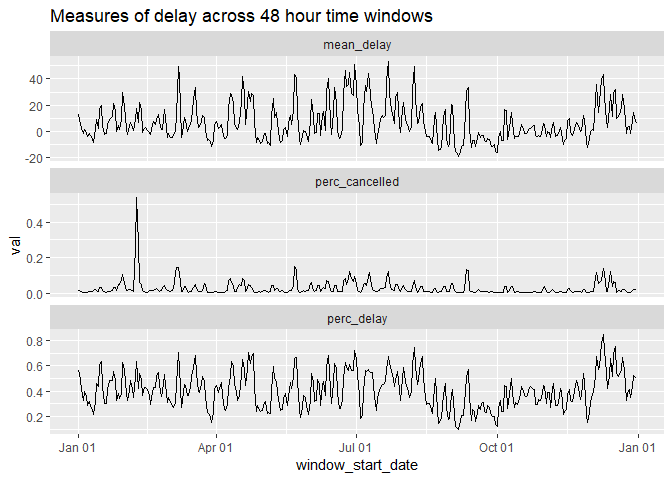 Measures of delay across 48 hour time windows
mean_delay
40
20
0
-20
perc_cancelled
0.4
0.2
0.0
val
perc_delay
0.8
0.6
0.4
0.2
Jan 01 Apr 01 Jul 01 Oct 01 Jan 01
window_start_date